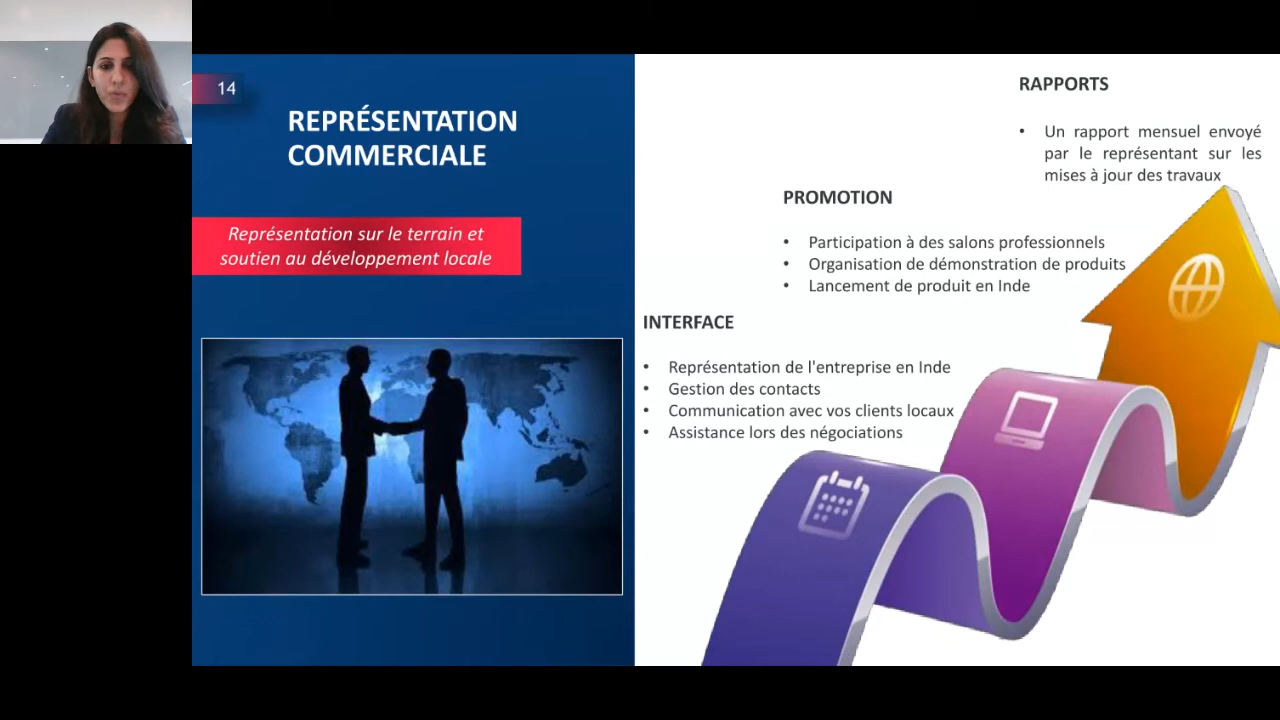 14
REPRÉSENTATION
COMMERCIALE
Représentation sur le terrain et
soutien au développement locale
RAPPORTS
• Un rapport mensuel envoyé
par le représentant sur les
mises à jour des travaux
PROMOTION
• Participation à des salons professionnels
• Organisation de démonstration de produits
• Lancement de produit en Inde
INTERFACE
• Représentation de l'entreprise en Inde
• Gestion des contacts
• Communication avec vos clients locaux
• Assistance lors des négociations